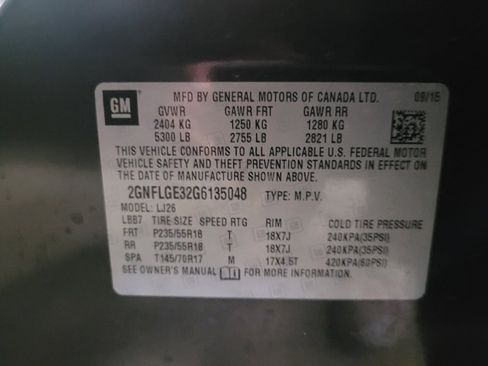 GM
MFD BY GENERAL MOTORS OF CANADA LTD. 09/15
GVWR GAWR FRT GAWR RR
2404 KG 1250 KG 1280 KG
5300 LB 2755 LB 2821 LB
THIS VEHICLE CONFORMS TO ALL APPLICABLE U.S. FEDERAL MOTOR
VEHICLE SAFETY AND THEFT PREVENTION STANDARDS IN EFFECT ON
THE DATE OF MANUFACTURE SHOWN ABOVE.
2GNFLGE32G6135048 TYPE: M.P.V.
MODEL: LJ26
LBB7 TIRE SIZE SPEED RTG RIM COLD TIRE PRESSURE
FRT P235/55R18 T 18X7J 240KPA(35PSI)
RR P235/55R18 T 18X7J 240KPA(35PSI)
SPA T145/70R17 M 17X4.5T 420KPA(60PSI)
SEE OWNER'S MANUAL FOR MORE INFORMATION.